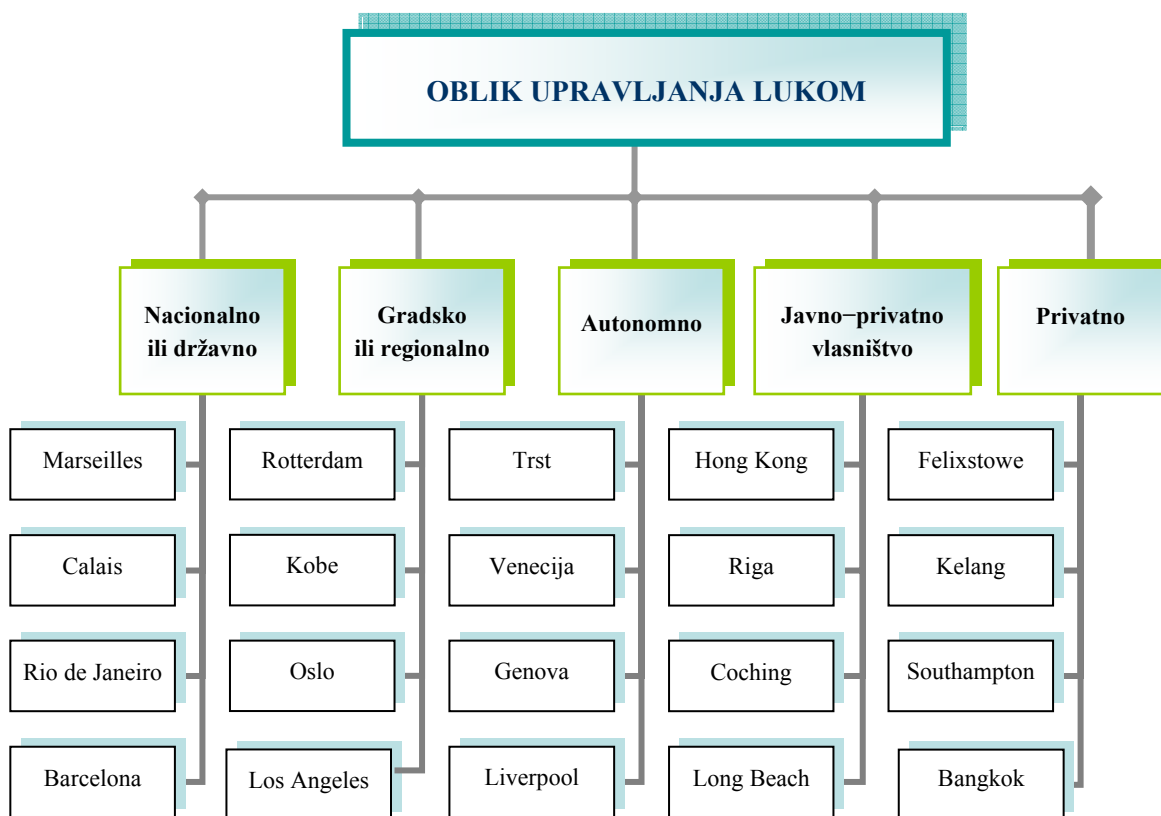 OBLIK UPRAVLJANJA LUKOM
Nacionalno
ili državno
Gradsko
ili regionalno
Autonomno
Javno−privatno
vlasništvo
Privatno
Marseilles
Rotterdam
Trst
Hong Kong
Felixstowe
Calais
Kobe
Venecija
Riga
Kelang
Rio de Janeiro
Oslo
Genova
Coching
Southampton
Barcelona
Los Angeles
Liverpool
Long Beach
Bangkok